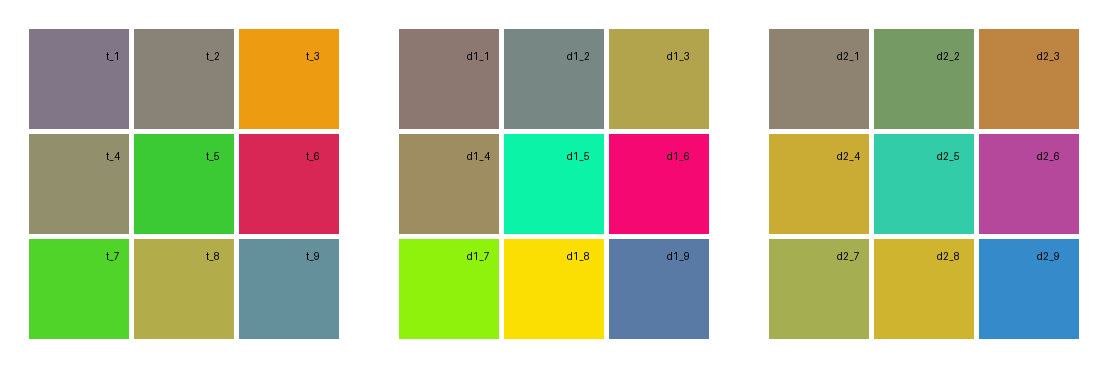 t_1 t_2 t_3 d1_1 d1_2 d1_3 d2_1 d2_2 d2_3
t_4 t_5 t_6 d1_4 d1_5 d1_6 d2_4 d2_5 d2_6
t_7 t_8 t_9 d1_7 d1_8 d1_9 d2_7 d2_8 d2_9